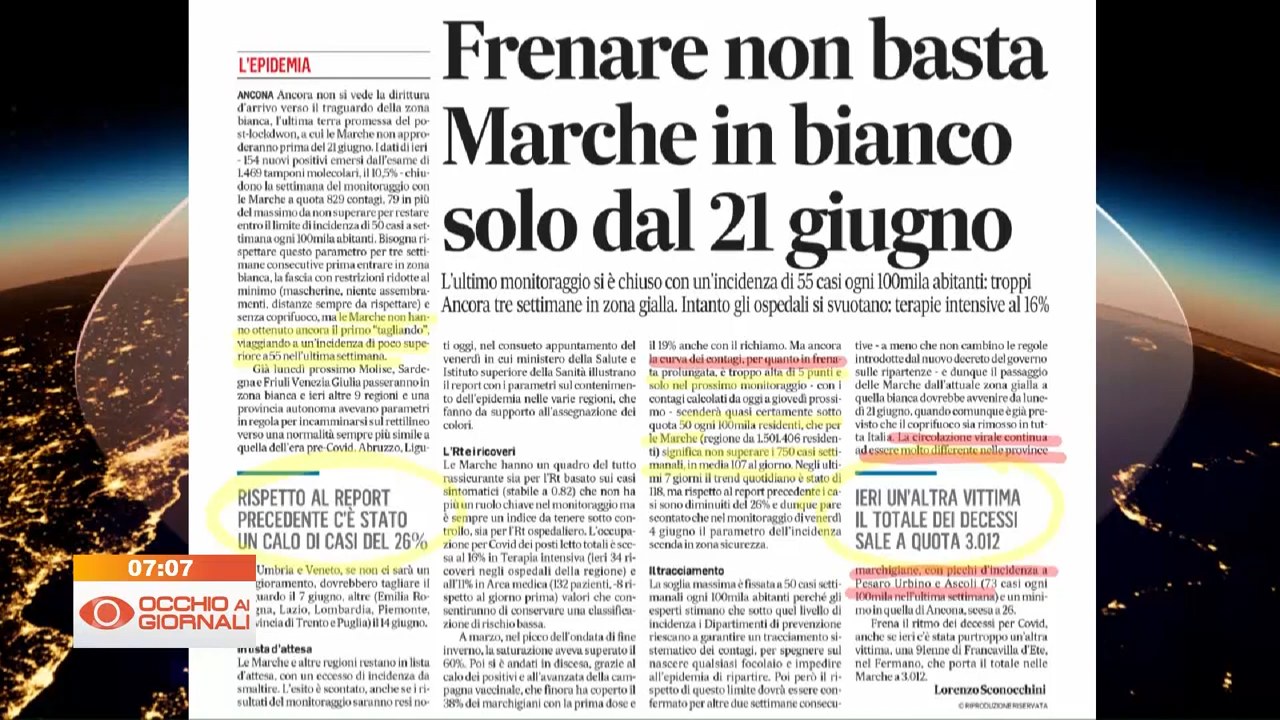 L'EPIDEMIA
Frenare non basta
Marche in bianco
solo dal 21 giugno
L'ultimo monitoraggio si è chiuso con un'incidenza di 55 casi ogni 100mila abitanti: troppi
Ancora tre settimane in zona gialla. Intanto gli ospedali si svuotano: terapie intensive al 16%
ANCONA Ancora non si vede la dirittura
d'arrivo verso il traguardo della zona
bianca, l'ultima terra promessa del po-
st-lockdwon, a cui le Marche non appro-
deranno prima del 21 giugno. I dati di ieri
- 154 nuovi positivi emersi dall'esame di
1.469 tamponi molecolari, il 10,5% - chiu-
dono la settimana del monitoraggio con
le Marche a quota 829 contagi, 79 in più
del massimo da non superare per restare
entro il limite di incidenza di 50 casi a set-
timana ogni 100mila abitanti. Bisogna ri-
spettare questo parametro per tre setti-
mane consecutive prima entrare in zona
bianca, la fascia con restrizioni ridotte al
minimo (mascherine, niente assembra-
menti, distanze sempre da rispettare) e
senza coprifuoco, ma le Marche non han-
no ottenuto ancora il primo "tagliando",
viaggiando a un'incidenza di poco supe-
riore a 55 nell'ultima settimana.
Già lunedì prossimo Molise, Sarde-
gna e Friuli Venezia Giulia passeranno in
zona bianca e ieri altre 9 regioni e una
provincia autonoma avevano parametri
in regola per incamminarsi sul rettilineo
verso una normalità sempre più simile a
quella dell'era pre-Covid. Abruzzo, Ligu-
RISPETTO AL REPORT
PRECEDENTE C'È STATO
UN CALO DI CASI DEL 26%
Umbria e Veneto, se non ci sarà un
gioramento, dovrebbero tagliare il
guardo il 7 giugno, altre (Emilia Ro-
gna, Lazio, Lombardia, Piemonte,
vincia di Trento e Puglia) il 14 giugno.
In lista d'attesa
Le Marche e altre regioni restano in lista
d'attesa, con un eccesso di incidenza da
smaltire. L'esito è scontato, anche se i ri-
sultati del monitoraggio saranno resi no-
ti oggi, nel consueto appuntamento del
venerdì in cui ministero della Salute e
Istituto superiore della Sanità illustrano
il report con i parametri sul contenimen-
to dell'epidemia nelle varie regioni, che
fanno da supporto all'assegnazione dei
colori.
L'Rt e i ricoveri
Le Marche hanno un quadro del tutto
rassicurante sia per l'Rt basato sui casi
sintomatici (stabile a 0.82) che non ha
più un ruolo chiave nel monitoraggio ma
è sempre un indice da tenere sotto con-
trollo, sia per l'Rt ospedaliero. L'occupa-
zione per Covid dei posti letto totali è sce-
sa al 16% in Terapia Intensiva (ieri 34 ri-
coveri negli ospedali della regione) e
all'11% in Area medica (132 pazienti, -8 ri-
spetto al giorno prima) valori che con-
sentiranno di conservare una classifica-
zione di rischio bassa.
A marzo, nel picco dell'ondata di fine
inverno, la saturazione aveva superato il
60%. Poi si è andati in discesa, grazie al
calo dei positivi e all'avanzata della cam-
pagna vaccinale, che finora ha coperto il
38% dei marchigiani con la prima dose e
il 19% anche con il richiamo. Ma ancora
la curva dei contagi, per quanto in frena-
ta prolungata, è troppo alta di 5 punti e
solo nel prossimo monitoraggio - con i
contagi calcolati da oggi a giovedì prossi-
mo - scenderà quasi certamente sotto
quota 50 ogni 100mila residenti, che per
le Marche (regione da 1.501.406 residen-
ti) significa non superare i 750 casi setti-
manali, in media 107 al giorno. Negli ulti-
mi 7 giorni il trend quotidiano è stato di
118, ma rispetto al report precedente i ca-
si sono diminuiti del 26% e dunque pare
scontato che nel monitoraggio di venerdì
4 giugno il parametro dell'incidenza
scenda in zona sicurezza.
Il tracciamento
La soglia massima è fissata a 50 casi setti-
manali ogni 100mila abitanti perché gli
esperti stimano che sotto quel livello di
incidenza i Dipartimenti di prevenzione
riescano a garantire un tracciamento si-
stematico dei contagi, per spegnere sul
nascere qualsiasi focolaio e impedire
all'epidemia di ripartire. Poi però il ri-
spetto di questo limite dovrà essere con-
fermato per altre due settimane consecu-
tive - a meno che non cambino le regole
introdotte dal nuovo decreto del governo
sulle ripartenze - e dunque il passaggio
delle Marche dall'attuale zona gialla a
quella bianca dovrebbe avvenire da lune-
dì 21 giugno, quando comunque è già pre-
visto che il coprifuoco sia rimosso in tut-
ta Italia. La circolazione virale continua
ad essere molto differente nelle province
IERI UN'ALTRA VITTIMA
IL TOTALE DEI DECESSI
SALE A QUOTA 3.012
marchigiane, con picchi d'incidenza a
Pesaro Urbino e Ascoli (73 casi ogni
100mila nell'ultima settimana) e un mini-
mo in quella di Ancona, scesa a 26.
Frena il ritmo dei decessi per Covid,
anche se ieri c'è stata purtroppo un'altra
vittima, una 91enne di Francavilla d'Ete,
nel Fermano, che porta il totale nelle
Marche a 3.012.
Lorenzo Sconocchini
© RIPRODUZIONE RISERVATA
07:07
OCCHIO AI
GIORNALI